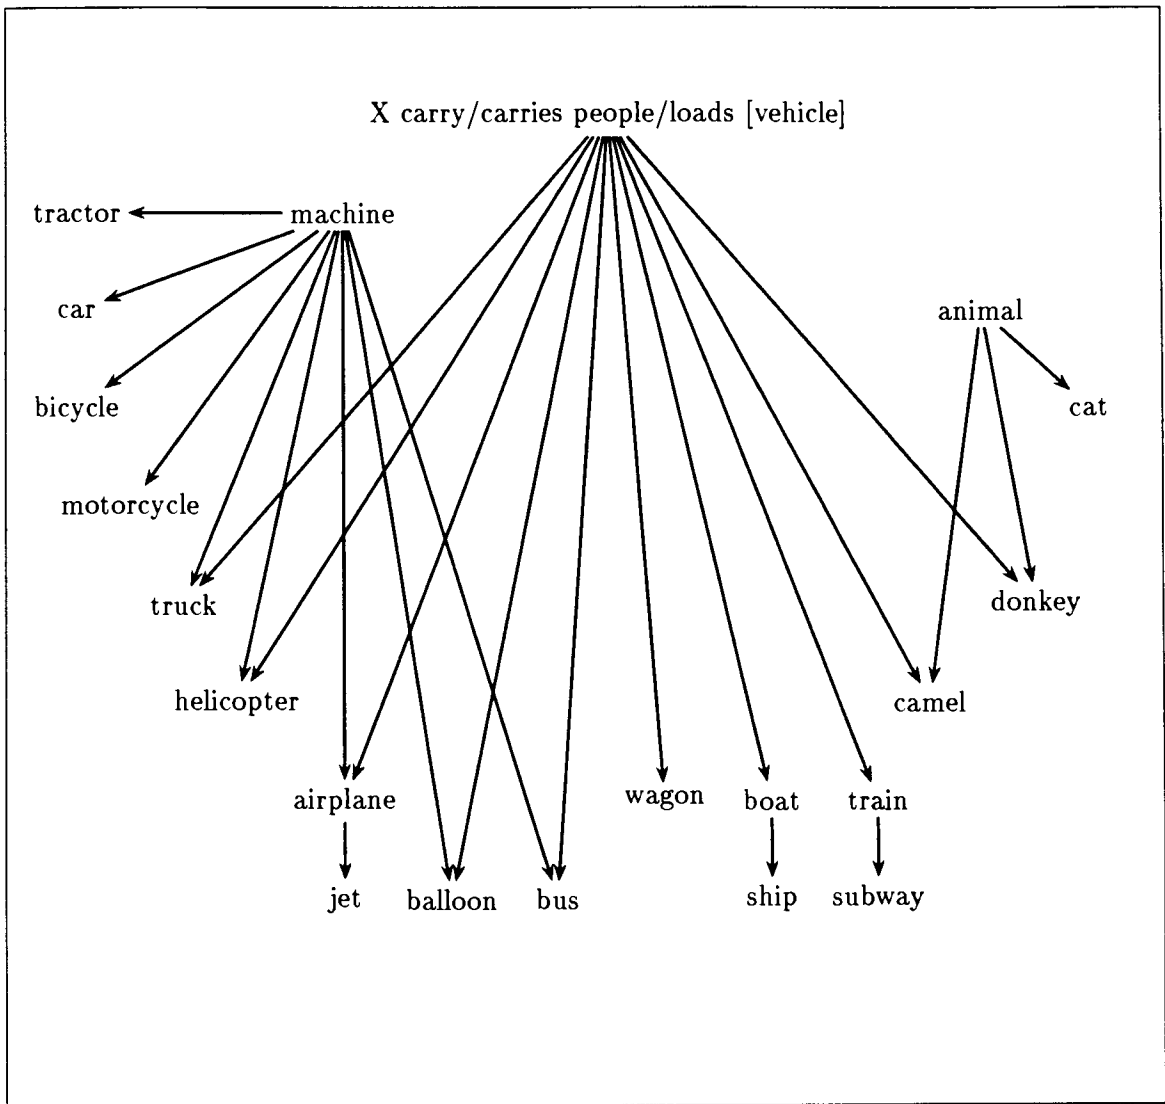 X carry/carries people/loads [vehicle]
tractor
machine
car
animal
bicycle
cat
motorcycle
truck
donkey
helicopter
camel
airplane
wagon
boat
train
jet
balloon
bus
ship
subway